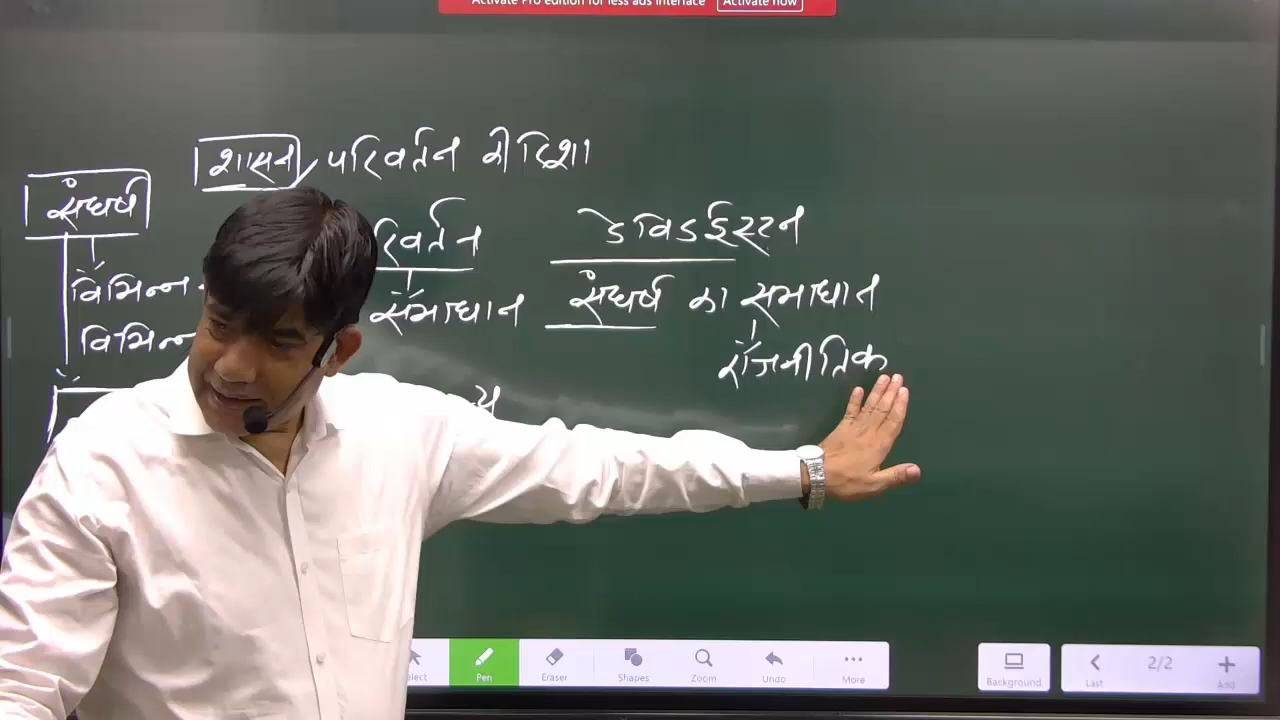 Activate Pro edition for less ads interface Activate now
शासन, परिवर्तन की दिशा
संघर्ष
रिवर्तन
डेविड ईस्टन
विभिन्न
समाधान
संघर्ष का समाधान
विभिन्न
राजनीतिक
Pen
Eraser
Shapes
Zoom
Undo
More
Background
Last
2/2
Add